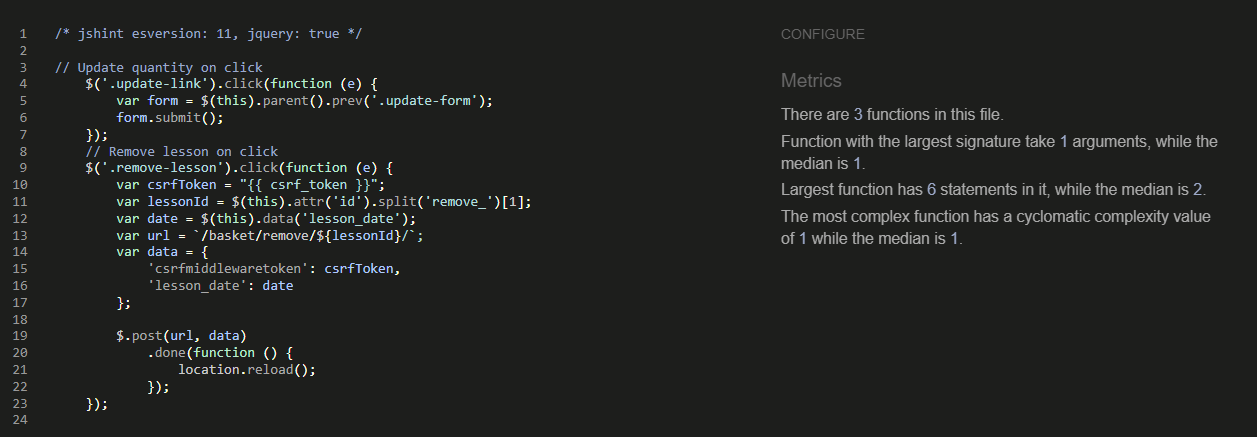 1 /* jshint esversion: 11, jquery: true */
2
3 // Update quantity on click
4 $('.update-link').click(function (e) {
5 var form = $(this).parent().prev('.update-form');
6 form.submit();
7 });
8 // Remove lesson on click
9 $('.remove-lesson').click(function (e) {
10 var csrfToken = "{{ csrf_token }}";
11 var lessonId = $(this).attr('id').split('remove_')[1];
12 var date = $(this).data('lesson_date');
13 var url = `/basket/remove/${lessonId}/`;
14 var data = {
15 'csrfmiddlewaretoken': csrfToken,
16 'lesson_date': date
17 };
18
19 $.post(url, data)
20 .done(function () {
21 location.reload();
22 });
23 });
24
CONFIGURE
Metrics
There are 3 functions in this file.
Function with the largest signature take 1 arguments, while the
median is 1.
Largest function has 6 statements in it, while the median is 2.
The most complex function has a cyclomatic complexity value
of 1 while the median is 1.